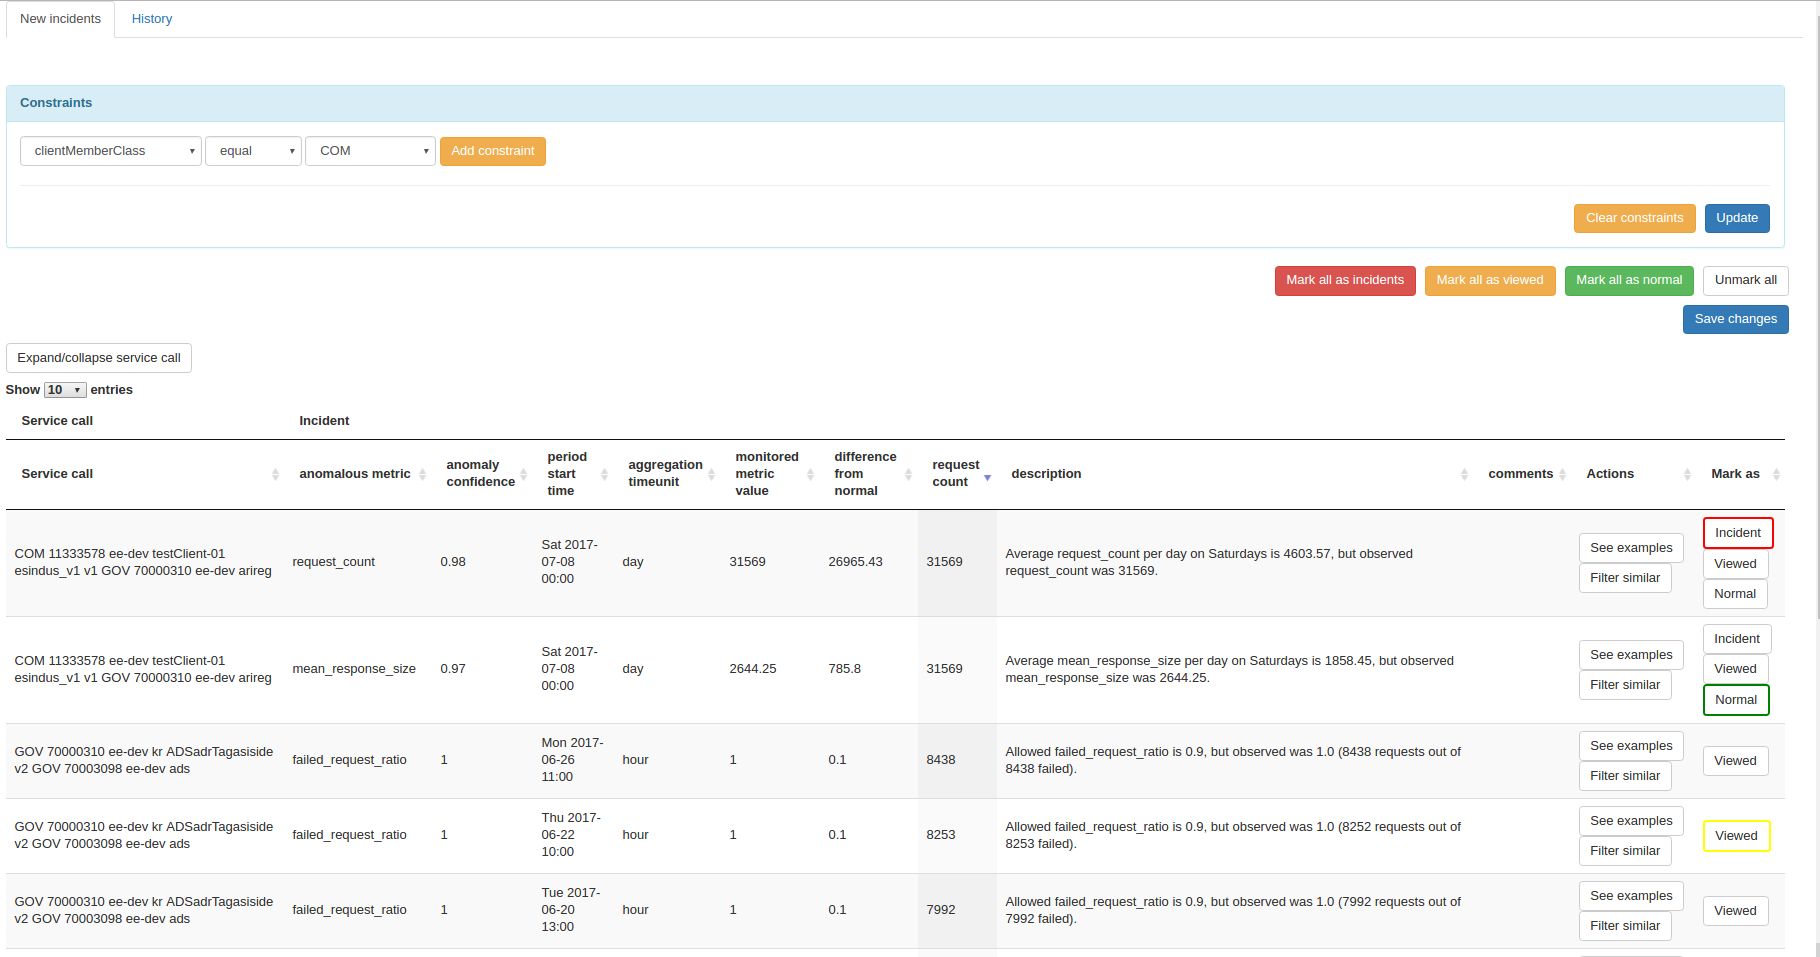 New incidents History
Constraints
clientMemberClass equal COM Add constraint
Clear constraints Update
Mark all as incidents Mark all as viewed Mark all as normal Unmark all
Save changes
Expand/collapse service call
Show 10 entries
Service call Incident
Service call anomalous metric anomaly confidence period start time aggregation timeunit monitored metric value difference from normal request count description comments Actions Mark as
COM 11333578 ee-dev testClient-01
esindus_v1 v1 GOV 70000310 ee-dev arireg
request_count
0.98
Sat 2017-
07-08
00:00
day
31569
26965.43
31569
Average request_count per day on Saturdays is 4603.57, but observed
request_count was 31569.
See examples
Filter similar
Incident
Viewed
Normal
COM 11333578 ee-dev testClient-01
esindus_v1 v1 GOV 70000310 ee-dev arireg
mean_response_size
0.97
Sat 2017-
07-08
00:00
day
2644.25
785.8
31569
Average mean_response_size per day on Saturdays is 1858.45, but observed
mean_response_size was 2644.25.
See examples
Filter similar
Incident
Viewed
Normal
GOV 70000310 ee-dev kr ADSadrTagasiside
v2 GOV 70003098 ee-dev ads
failed_request_ratio
1
Mon 2017-
06-26
11:00
hour
1
0.1
8438
Allowed failed_request_ratio is 0.9, but observed was 1.0 (8438 requests out of
8438 failed).
See examples
Filter similar
Viewed
GOV 70000310 ee-dev kr ADSadrTagasiside
v2 GOV 70003098 ee-dev ads
failed_request_ratio
1
Thu 2017-
06-22
10:00
hour
1
0.1
8253
Allowed failed_request_ratio is 0.9, but observed was 1.0 (8252 requests out of
8253 failed).
See examples
Filter similar
Viewed
GOV 70000310 ee-dev kr ADSadrTagasiside
v2 GOV 70003098 ee-dev ads
failed_request_ratio
1
Tue 2017-
06-20
13:00
hour
1
0.1
7992
Allowed failed_request_ratio is 0.9, but observed was 1.0 (7992 requests out of
7992 failed).
See examples
Filter similar
Viewed